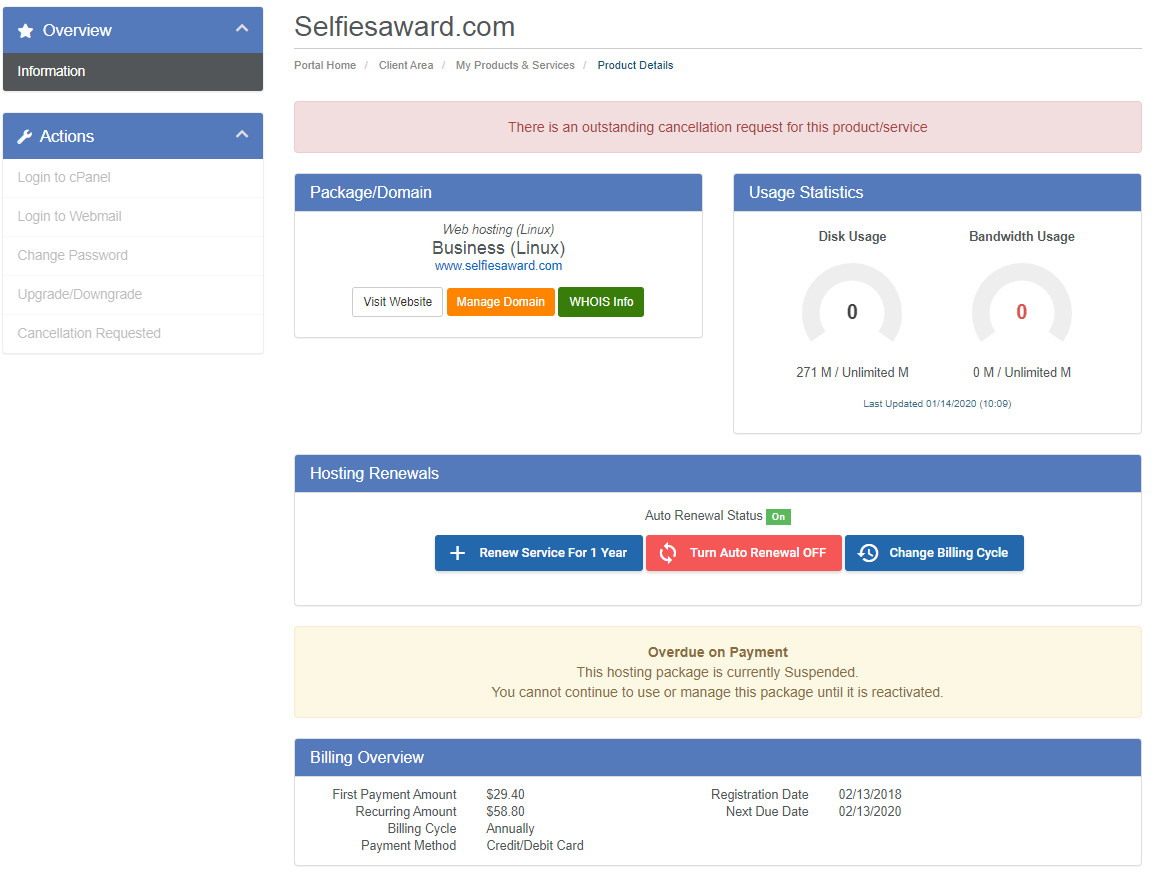 Overview
Information
Actions
Login to cPanel
Login to Webmail
Change Password
Upgrade/Downgrade
Cancellation Requested
Selfiesaward.com
Portal Home / Client Area / My Products & Services / Product Details
There is an outstanding cancellation request for this product/service
Package/Domain
Web hosting (Linux)
Business (Linux)
www.selfiesaward.com
Visit Website Manage Domain WHOIS Info
Usage Statistics
Disk Usage Bandwidth Usage
0 0
271 M / Unlimited M 0 M / Unlimited M
Last Updated 01/14/2020 (10:09)
Hosting Renewals
Auto Renewal Status On
Renew Service For 1 Year Turn Auto Renewal OFF Change Billing Cycle
Overdue on Payment
This hosting package is currently Suspended.
You cannot continue to use or manage this package until it is reactivated.
Billing Overview
First Payment Amount $29.40 Registration Date 02/13/2018
Recurring Amount $58.80 Next Due Date 02/13/2020
Billing Cycle Annually
Payment Method Credit/Debit Card